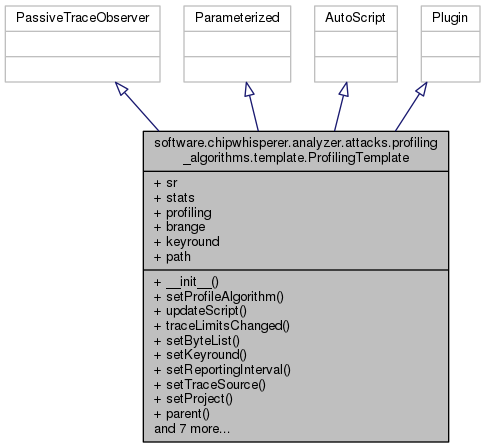 PassiveTraceObserver
Parameterized
AutoScript
Plugin
software.chipwhisperer.analyzer.attacks.profiling
_algorithms.template.ProfilingTemplate
+ sr
+ stats
+ profiling
+ brange
+ keyround
+ path
+ __init__()
+ setProfileAlgorithm()
+ updateScript()
+ traceLimitsChanged()
+ setByteList()
+ setKeyround()
+ setReportingInterval()
+ setTraceSource()
+ setProject()
+ parent()
and 7 more...